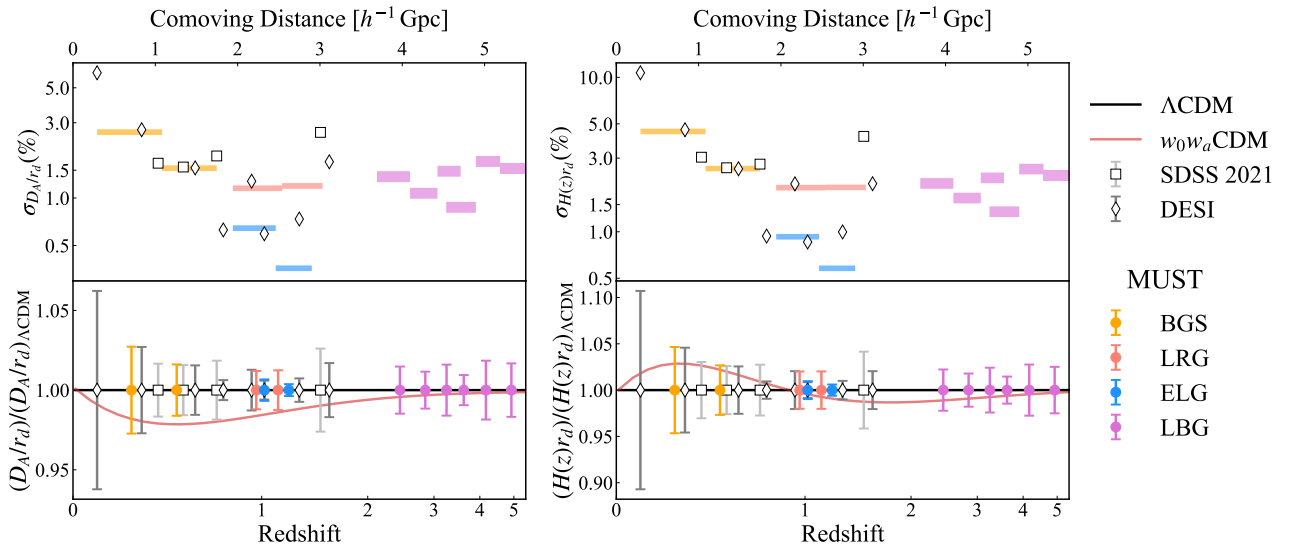 Comoving Distance [h⁻¹ Gpc]
0 1 2 3 4 5
σ_{D_A/r_d}(%)
5.0
3.0
1.5
1.0
0.5
(D_A/r_d)/(D_A/r_d)_{ΛCDM}
1.05
1.00
0.95
0 1 2 3 4 5
Redshift
Comoving Distance [h⁻¹ Gpc]
0 1 2 3 4 5
σ_{H(z)r_d}(%)
10.0
5.0
3.0
1.5
1.0
0.5
(H(z)r_d)/(H(z)r_d)_{ΛCDM}
1.10
1.05
1.00
0.95
0.90
0 1 2 3 4 5
Redshift
ΛCDM
w₀wₐCDM
SDSS 2021
DESI
MUST
BGS
LRG
ELG
LBG